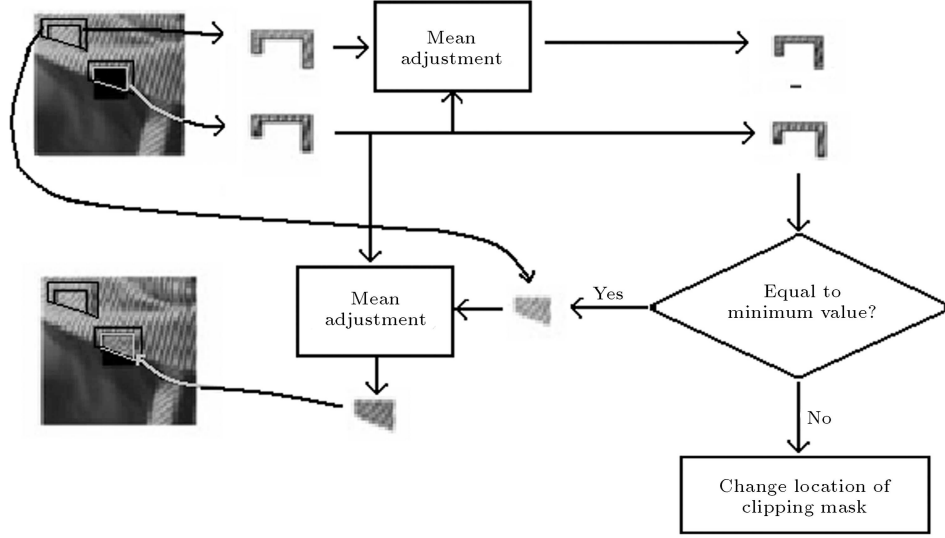 Mean
adjustment
Mean
adjustment
Yes
Equal to
minimum value?
No
Change location of
clipping mask